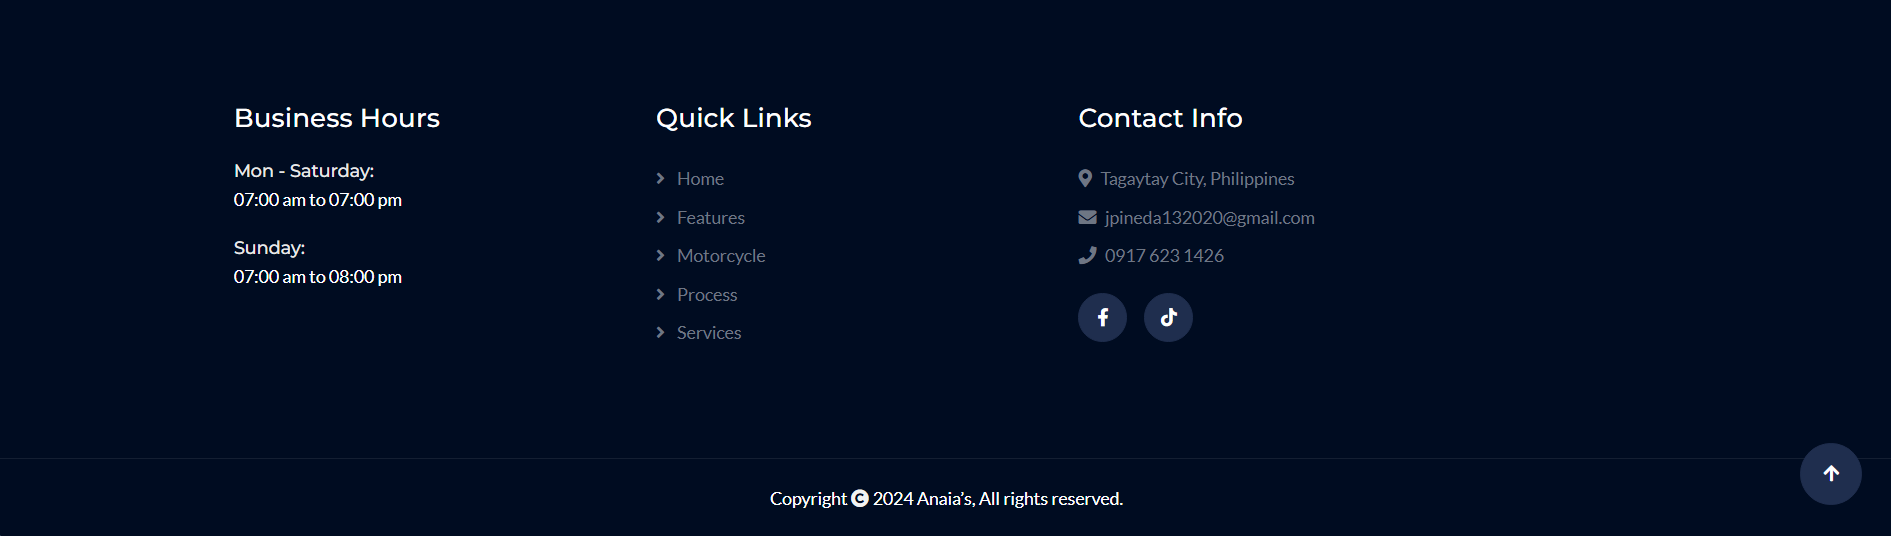 Business Hours
Mon - Saturday:
07:00 am to 07:00 pm
Sunday:
07:00 am to 08:00 pm
Quick Links
Home
Features
Motorcycle
Process
Services
Contact Info
Tagaytay City, Philippines
jpineda132020@gmail.com
0917 623 1426
Copyright © 2024 Anaia’s, All rights reserved.